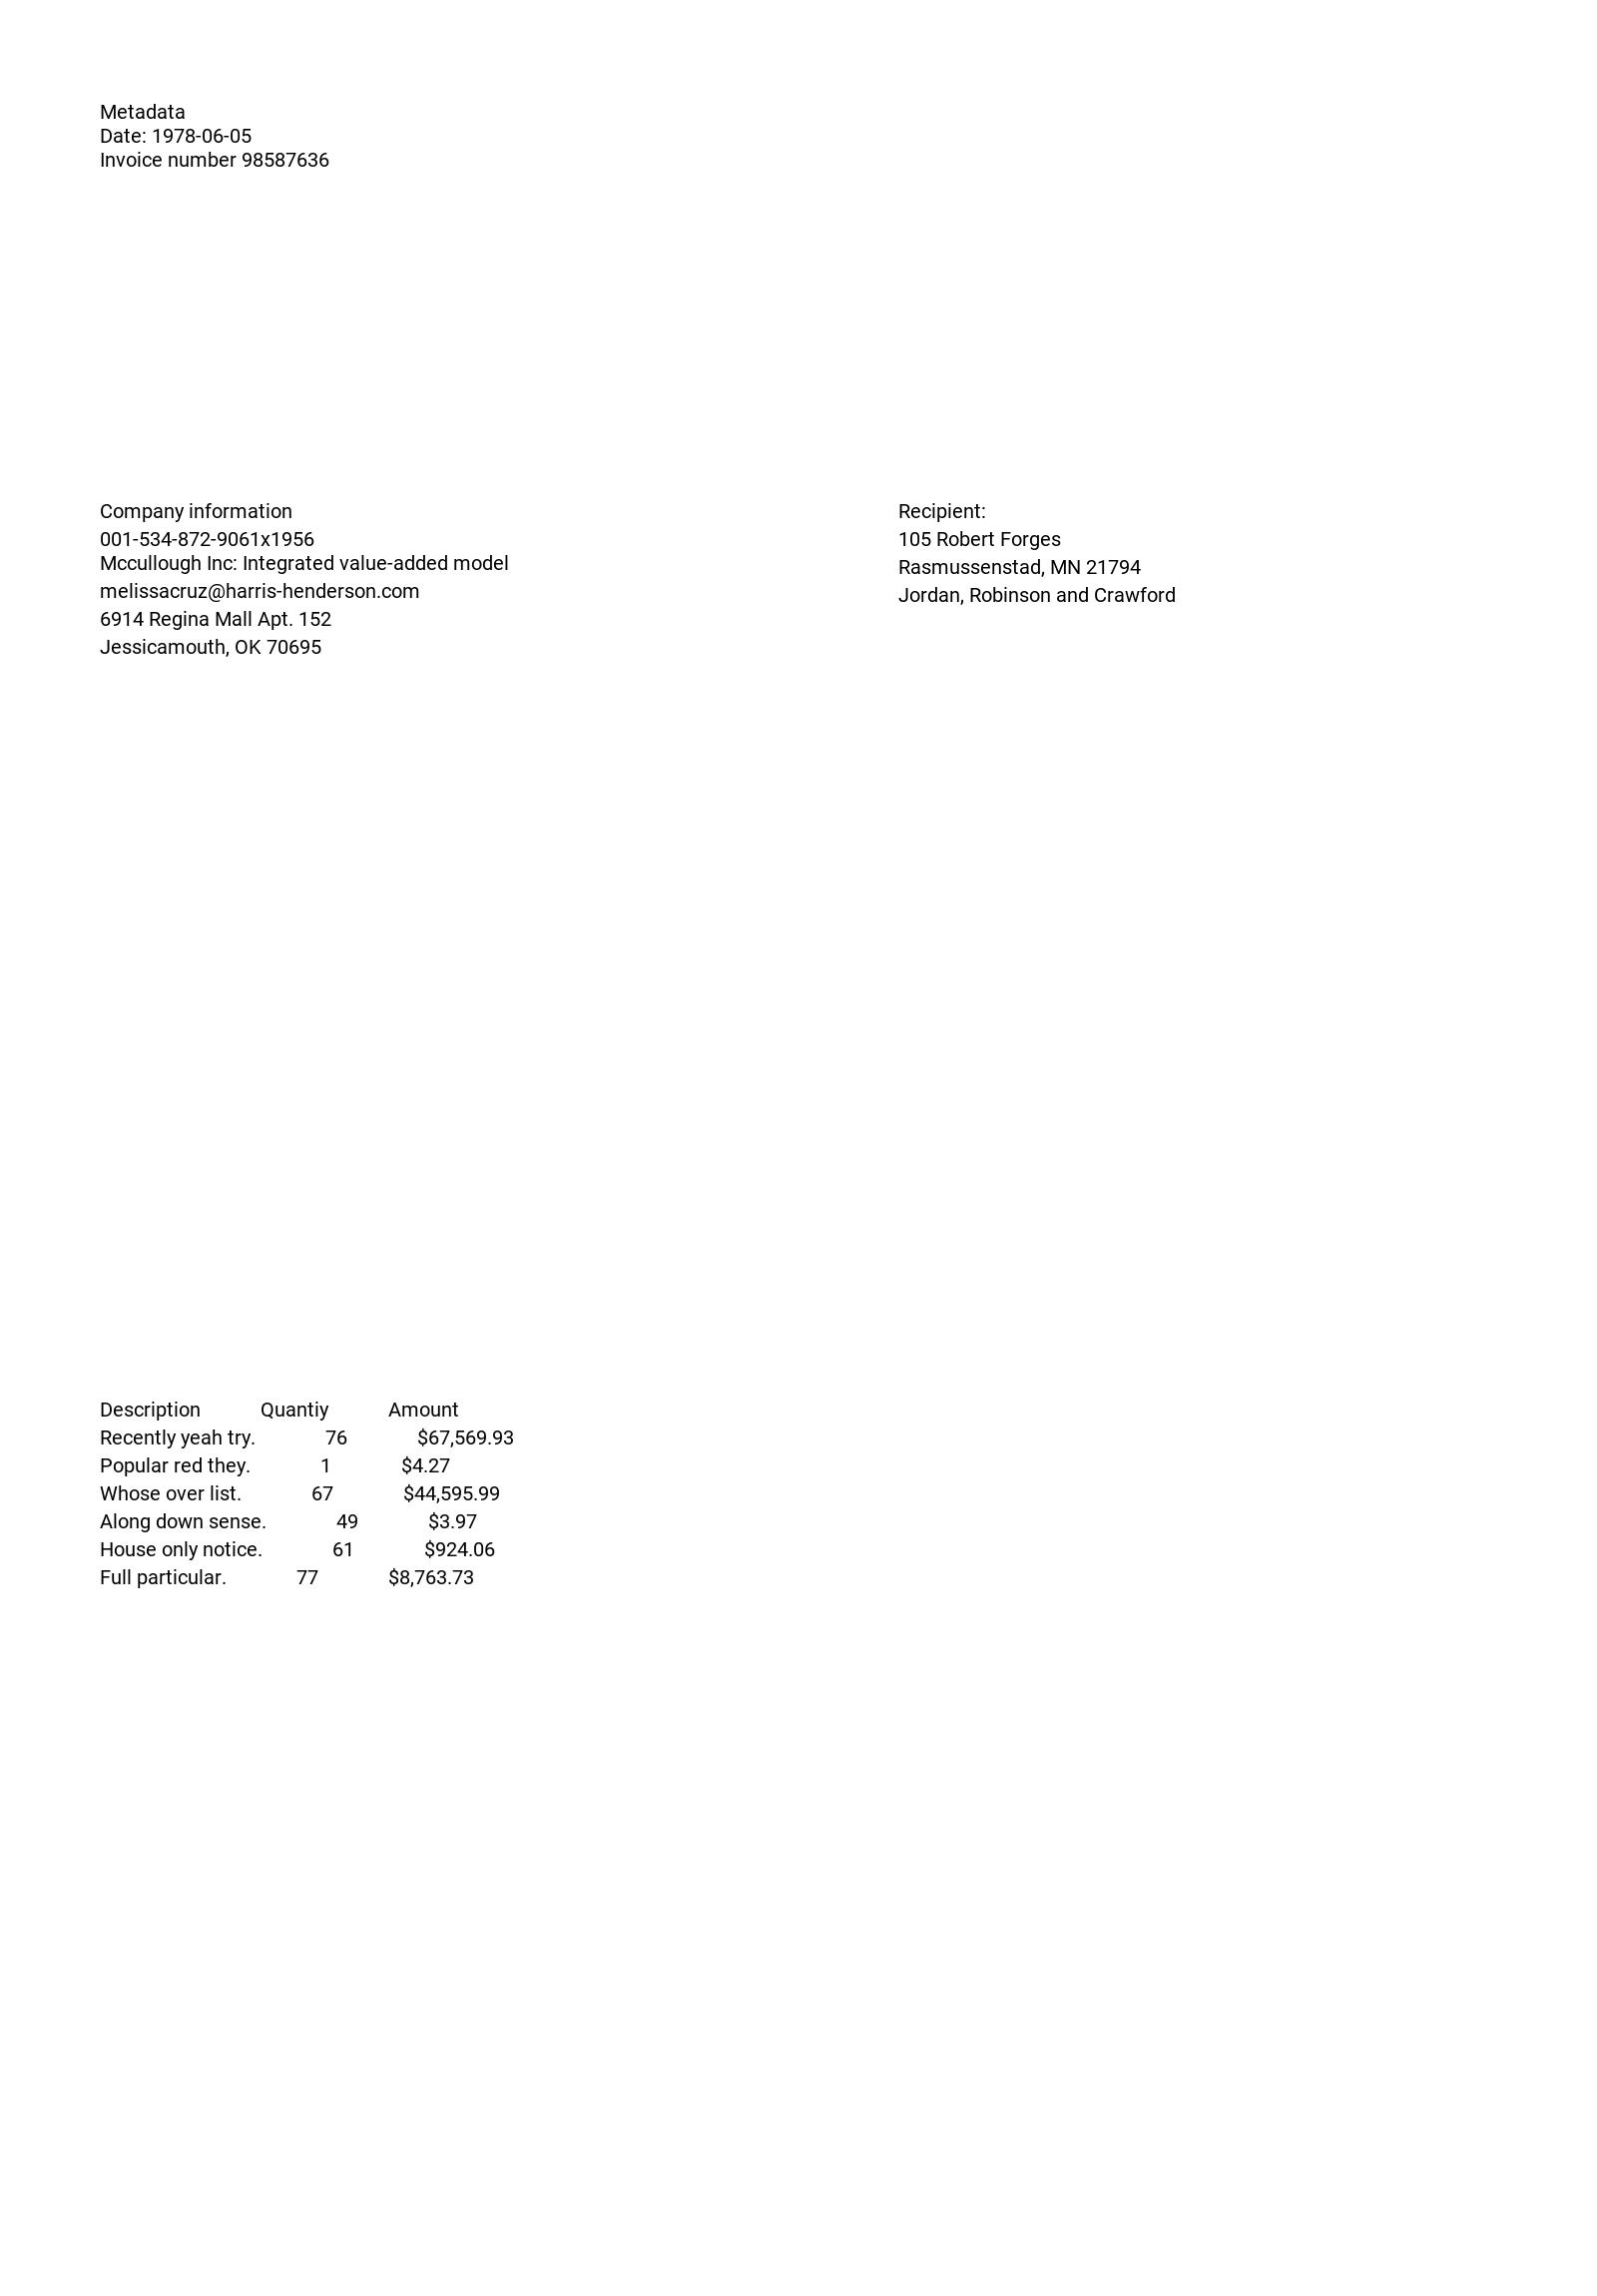 Metadata
Date: 1978-06-05
Invoice number 98587636
Company information
001-534-872-9061x1956
Mccullough Inc: Integrated value-added model
melissacruz@harris-henderson.com
6914 Regina Mall Apt. 152
Jessicamouth, OK 70695
Recipient:
105 Robert Forges
Rasmussenstad, MN 21794
Jordan, Robinson and Crawford
Description Quantiy Amount
Recently yeah try. 76 $67,569.93
Popular red they. 1 $4.27
Whose over list. 67 $44,595.99
Along down sense. 49 $3.97
House only notice. 61 $924.06
Full particular. 77 $8,763.73